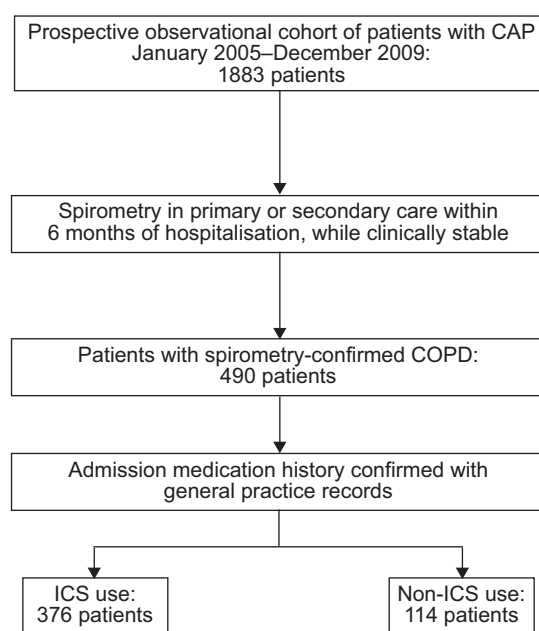 Prospective observational cohort of patients with CAP
January 2005–December 2009:
1883 patients
Spirometry in primary or secondary care within
6 months of hospitalisation, while clinically stable
Patients with spirometry-confirmed COPD:
490 patients
Admission medication history confirmed with
general practice records
ICS use:
376 patients
Non-ICS use:
114 patients